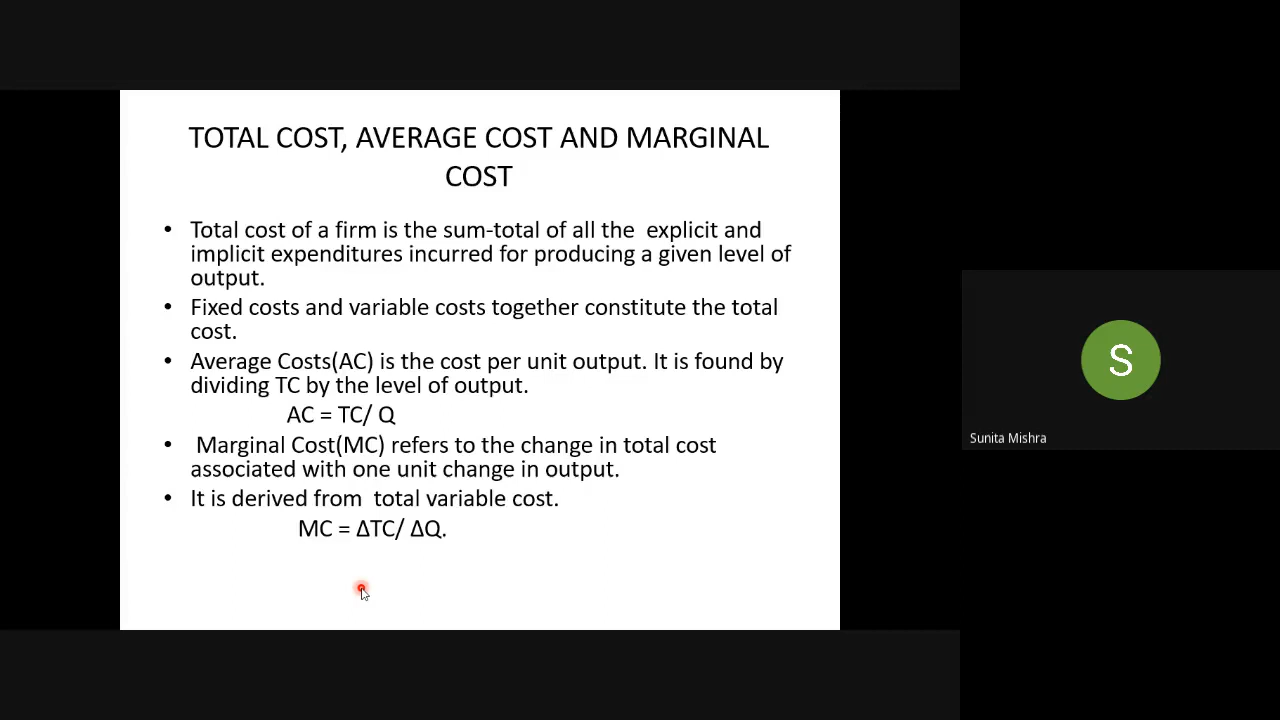 TOTAL COST, AVERAGE COST AND MARGINAL
COST
• Total cost of a firm is the sum-total of all the explicit and
implicit expenditures incurred for producing a given level of
output.
• Fixed costs and variable costs together constitute the total
cost.
• Average Costs(AC) is the cost per unit output. It is found by
dividing TC by the level of output.
AC = TC/ Q
• Marginal Cost(MC) refers to the change in total cost
associated with one unit change in output.
• It is derived from total variable cost.
MC = ΔTC/ ΔQ.
S
Sunita Mishra